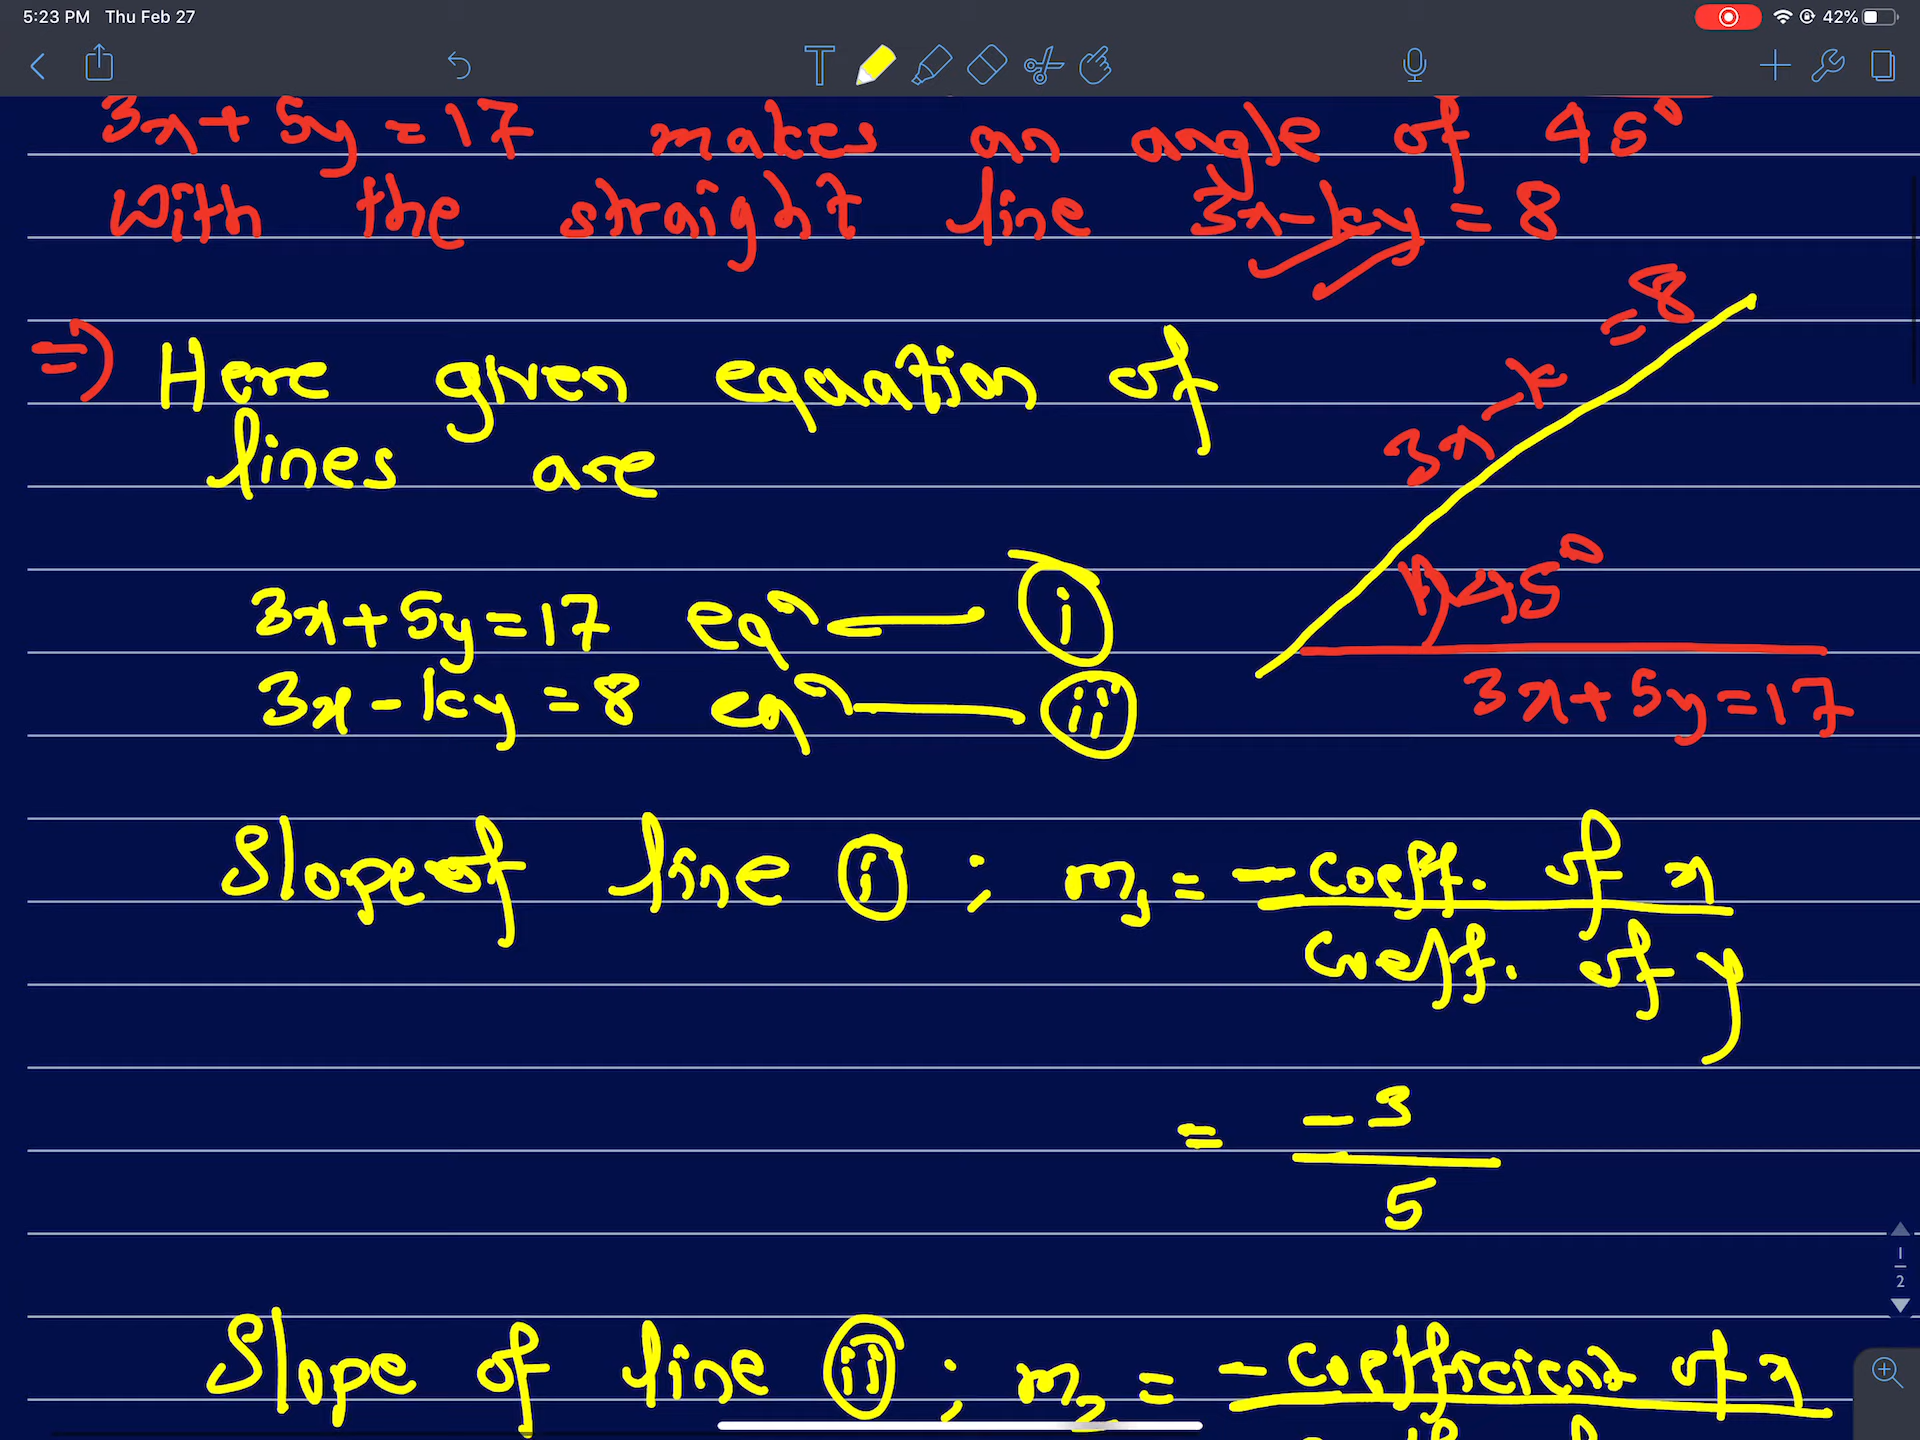 5:23 PM Thu Feb 27
42%
3x+5y=17 makes an angle of 45°
with the straight line 3x-ky=8
=) Here given equation of
lines are
3x-k =8
45°
3x+5y=17
3x+5y=17 eqn — (i)
3x-ky=8 eqn — (ii)
Slope of line (i) ; m₁ = -Coeff. of x
Coeff. of y
= -3
5
1
2
Slope of line (ii) ; m₂ = - Coefficient of x